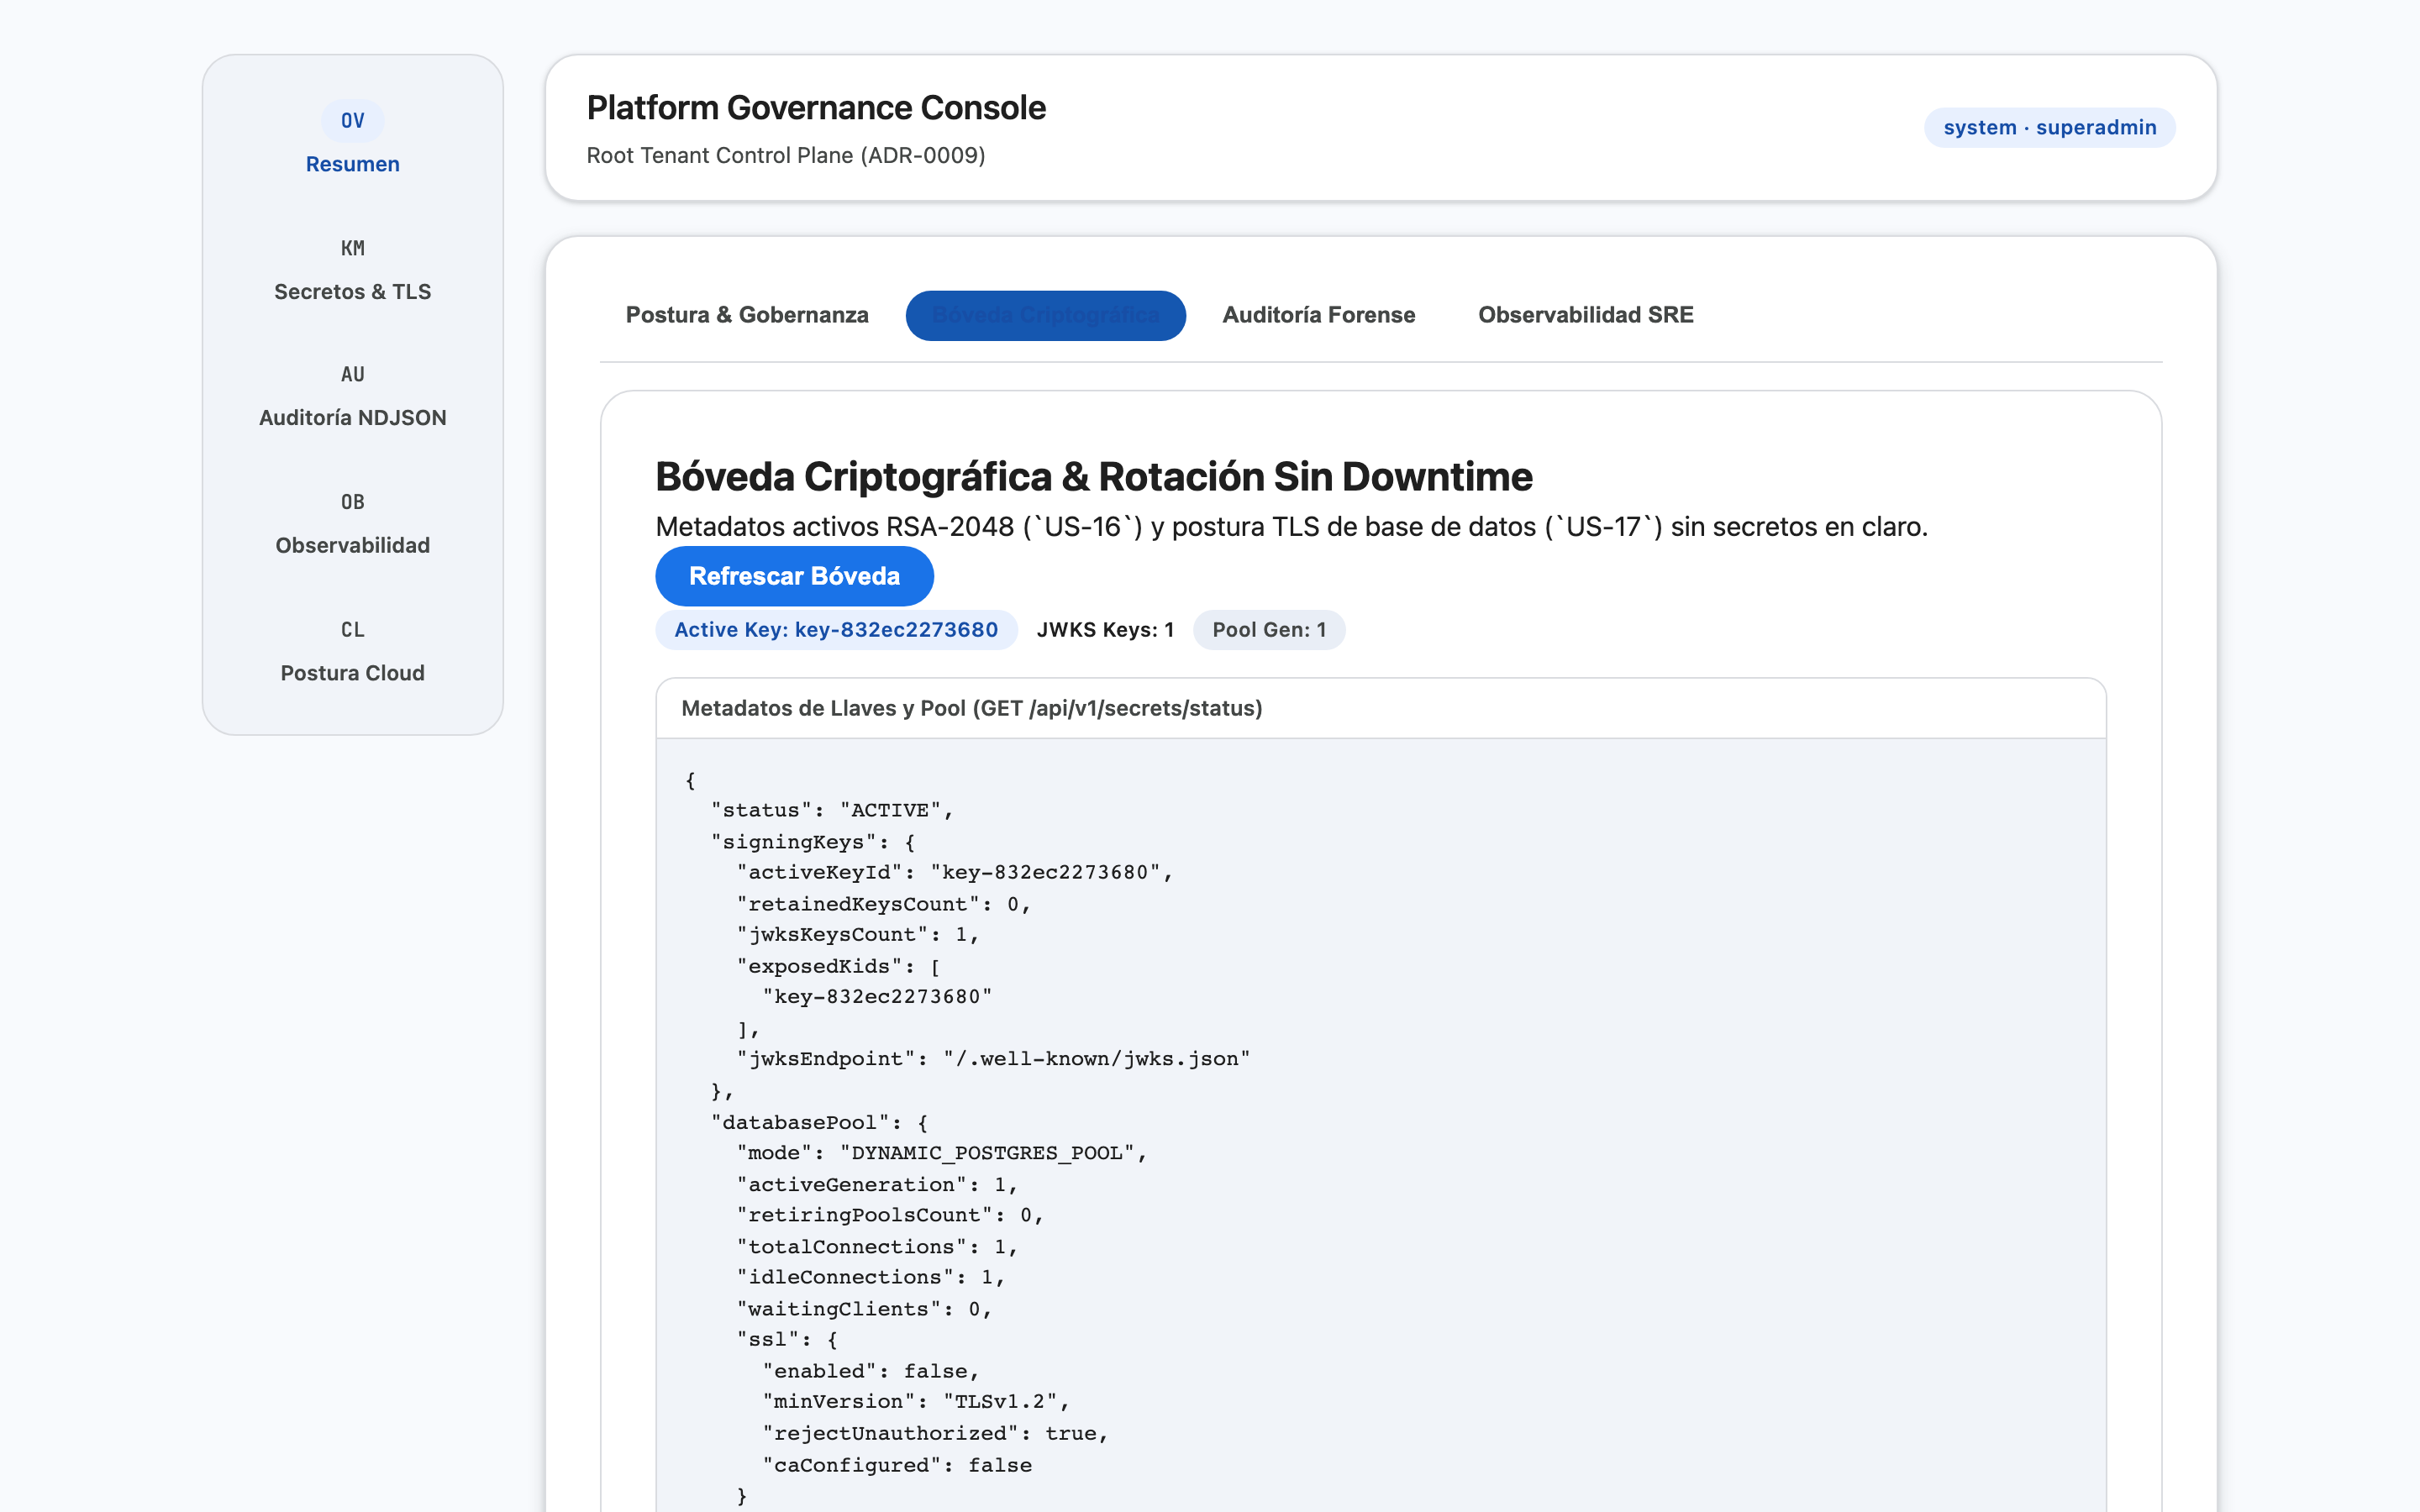 OV
Resumen
KM
Secretos & TLS
AU
Auditoría NDJSON
OB
Observabilidad
CL
Postura Cloud
Platform Governance Console
Root Tenant Control Plane (ADR-0009)
system · superadmin
Postura & Gobernanza
Bóveda Criptográfica
Auditoría Forense
Observabilidad SRE
Bóveda Criptográfica & Rotación Sin Downtime
Metadatos activos RSA-2048 (`US-16`) y postura TLS de base de datos (`US-17`) sin secretos en claro.
Refrescar Bóveda
Active Key: key-832ec2273680
JWKS Keys: 1
Pool Gen: 1
Metadatos de Llaves y Pool (GET /api/v1/secrets/status)
{
  "status": "ACTIVE",
  "signingKeys": {
    "activeKeyId": "key-832ec2273680",
    "retainedKeysCount": 0,
    "jwksKeysCount": 1,
    "exposedKids": [
      "key-832ec2273680"
    ],
    "jwksEndpoint": "/.well-known/jwks.json"
  },
  "databasePool": {
    "mode": "DYNAMIC_POSTGRES_POOL",
    "activeGeneration": 1,
    "retiringPoolsCount": 0,
    "totalConnections": 1,
    "idleConnections": 1,
    "waitingClients": 0,
    "ssl": {
      "enabled": false,
      "minVersion": "TLSv1.2",
      "rejectUnauthorized": true,
      "caConfigured": false
    }